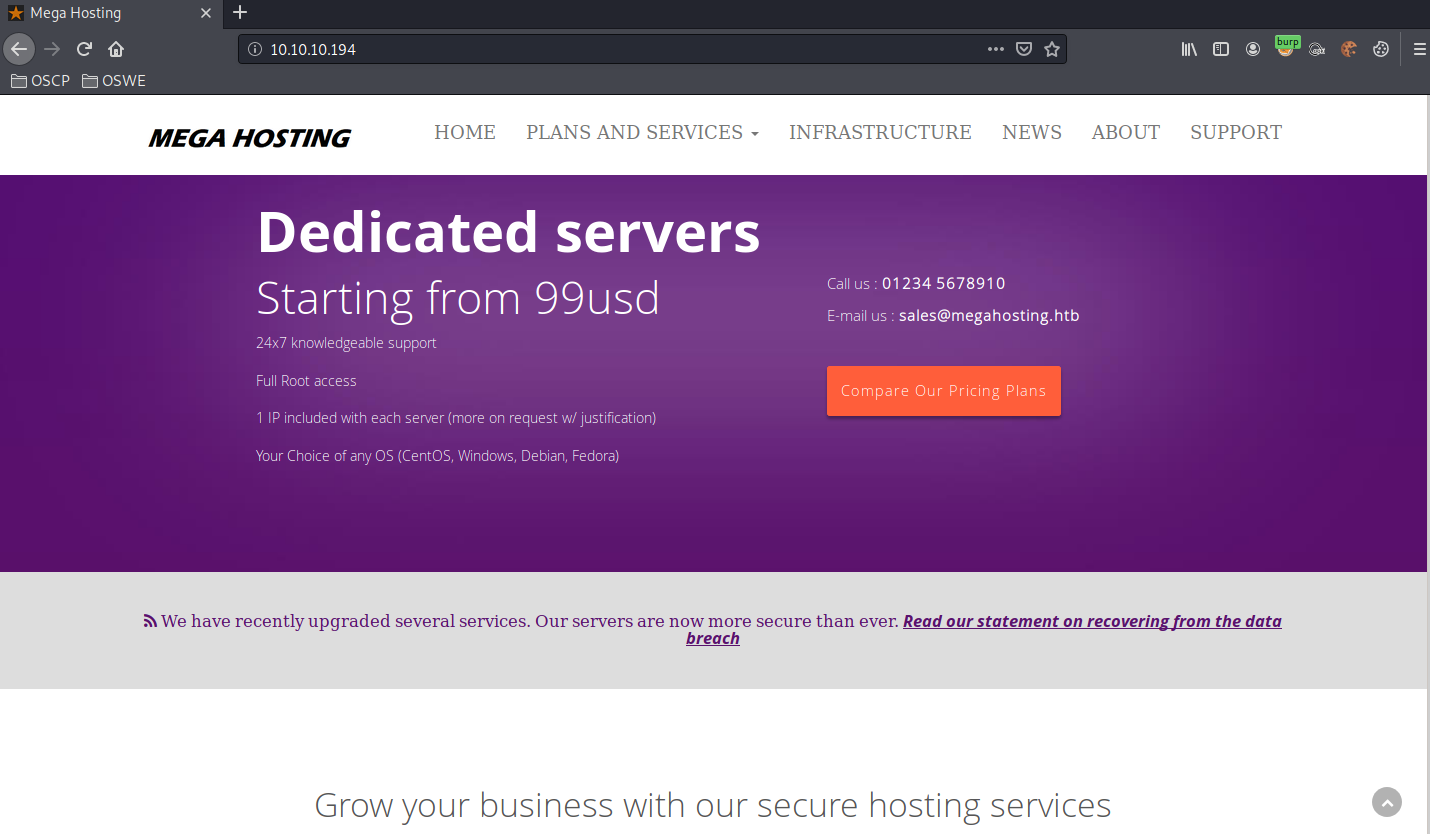 Mega Hosting
10.10.10.194
burp
OSCP OSWE
MEGA HOSTING
HOME PLANS AND SERVICES INFRASTRUCTURE NEWS ABOUT SUPPORT
Dedicated servers
Starting from 99usd
24x7 knowledgeable support
Full Root access
1 IP included with each server (more on request w/ justification)
Your Choice of any OS (CentOS, Windows, Debian, Fedora)
Call us : 01234 5678910
E-mail us : sales@megahosting.htb
Compare Our Pricing Plans
We have recently upgraded several services. Our servers are now more secure than ever. Read our statement on recovering from the data
breach
Grow your business with our secure hosting services